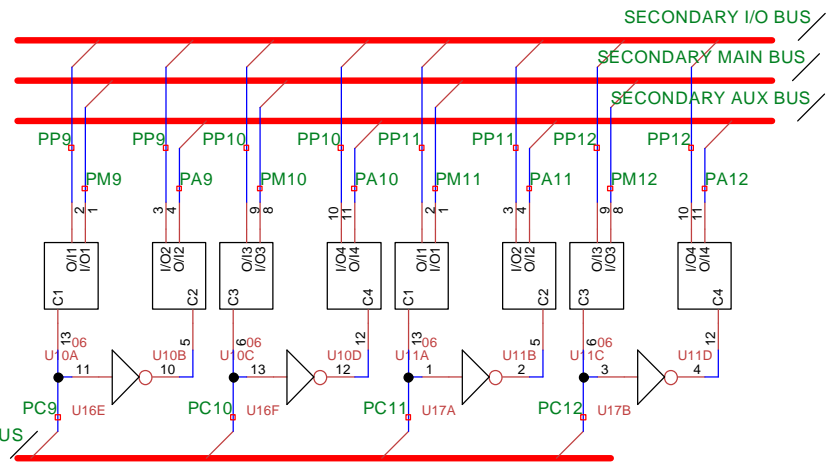 SECONDARY I/O BUS
SECONDARY MAIN BUS
SECONDARY AUX BUS
PP9 PP9 PP10 PP10 PP11 PP11 PP12 PP12
PM9 PA9 PM10 PA10 PM11 PA11 PM12 PA12
2 1 3 4 9 8 10 11 2 1 3 4 9 8 10 11
O/I1 I/O1 I/O2 O/I2 O/I3 I/O3 I/O4 O/I4 O/I1 I/O1 I/O2 O/I2 O/I3 I/O3 I/O4 O/I4
C1 C2 C3 C4 C1 C2 C3 C4
13 06 5 6 06 12 13 06 5 6 06 12
U10A U10B U10C U10D U11A U11B U11C U11D
11 10 13 12 1 2 3 4
PC9 U16E PC10 U16F PC11 U17A PC12 U17B
US